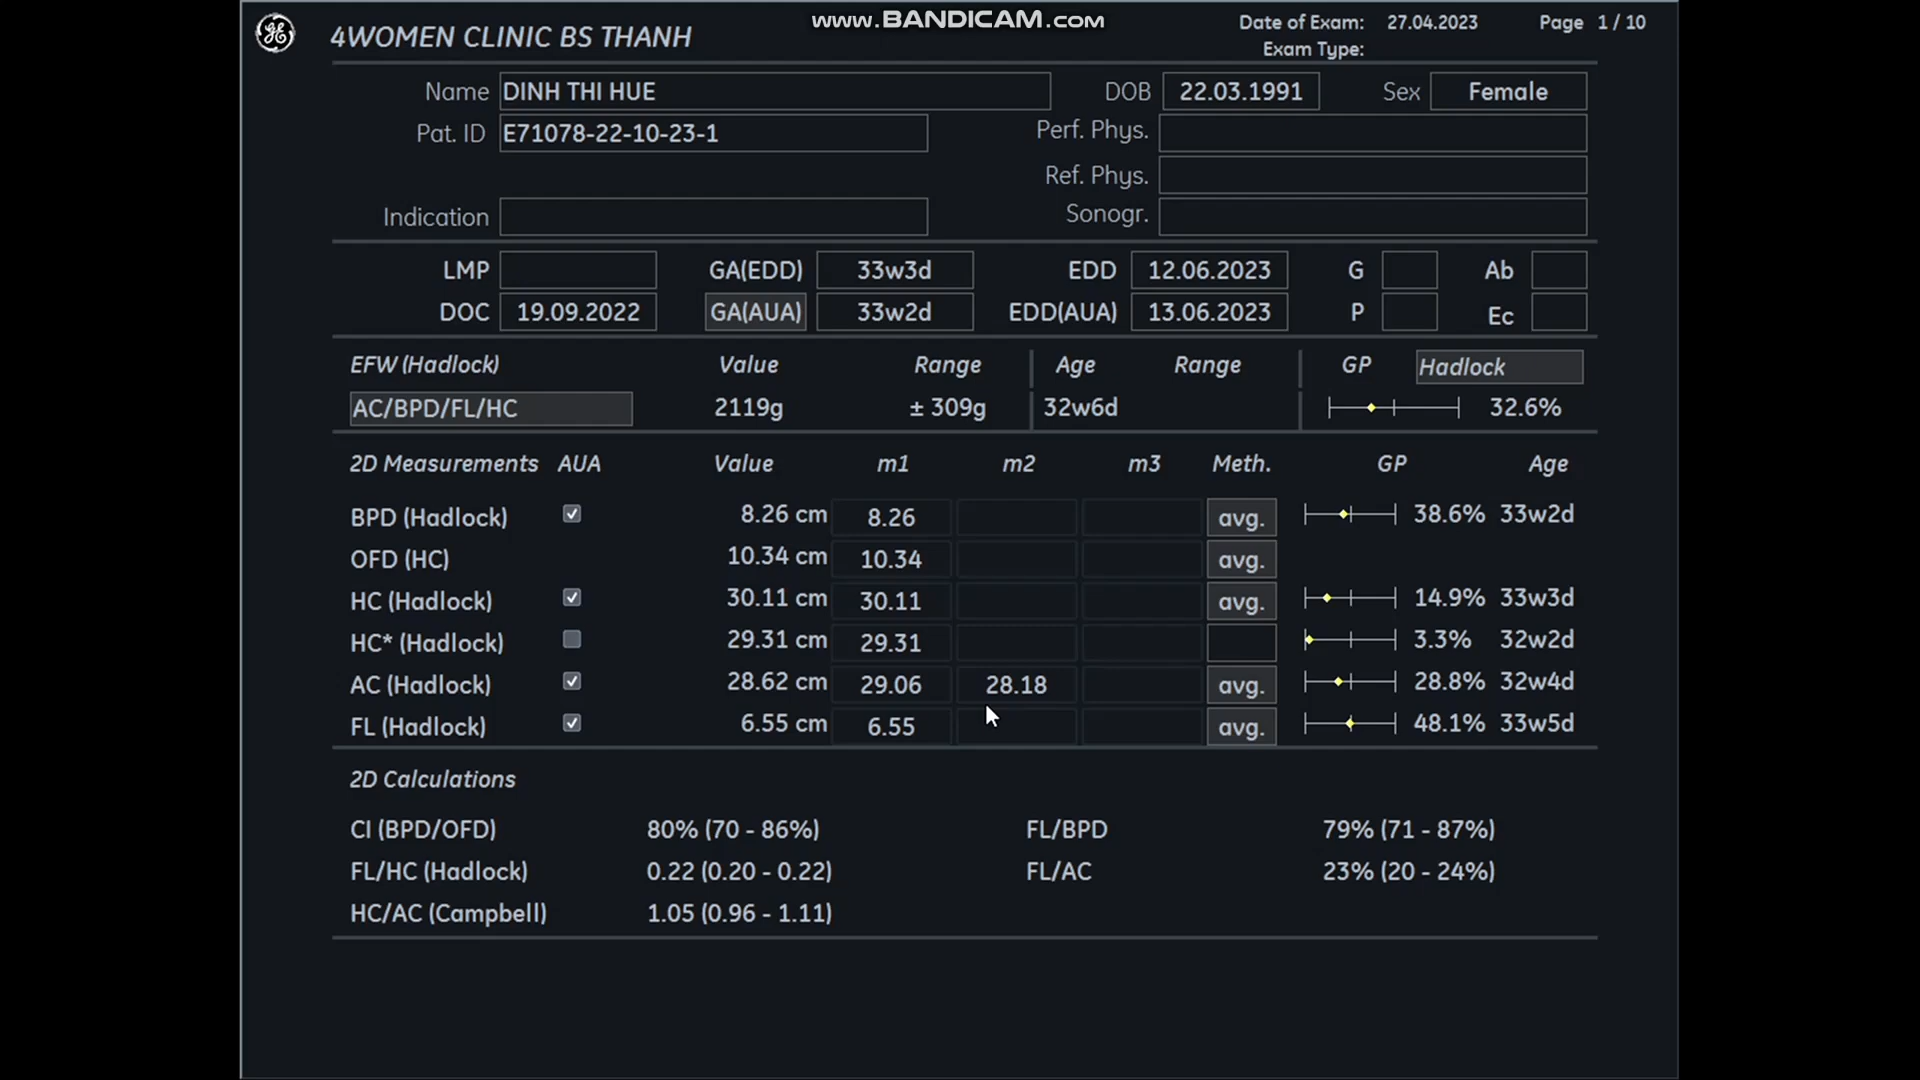 www.BANDICAM.com
4WOMEN CLINIC BS THANH
Date of Exam: 27.04.2023 Page 1 / 10
Exam Type:
Name DINH THI HUE DOB 22.03.1991 Sex Female
Pat. ID E71078-22-10-23-1 Perf. Phys.
Ref. Phys.
Indication Sonogr.
LMP GA(EDD) 33w3d EDD 12.06.2023 G Ab
DOC 19.09.2022 GA(AUA) 33w2d EDD(AUA) 13.06.2023 P Ec
EFW (Hadlock) Value Range Age Range GP Hadlock
AC/BPD/FL/HC 2119g ± 309g 32w6d 32.6%
2D Measurements AUA Value m1 m2 m3 Meth. GP Age
BPD (Hadlock) 8.26 cm 8.26 avg. 38.6% 33w2d
OFD (HC) 10.34 cm 10.34 avg.
HC (Hadlock) 30.11 cm 30.11 avg. 14.9% 33w3d
HC* (Hadlock) 29.31 cm 29.31 3.3% 32w2d
AC (Hadlock) 28.62 cm 29.06 28.18 avg. 28.8% 32w4d
FL (Hadlock) 6.55 cm 6.55 avg. 48.1% 33w5d
2D Calculations
CI (BPD/OFD) 80% (70 - 86%) FL/BPD 79% (71 - 87%)
FL/HC (Hadlock) 0.22 (0.20 - 0.22) FL/AC 23% (20 - 24%)
HC/AC (Campbell) 1.05 (0.96 - 1.11)